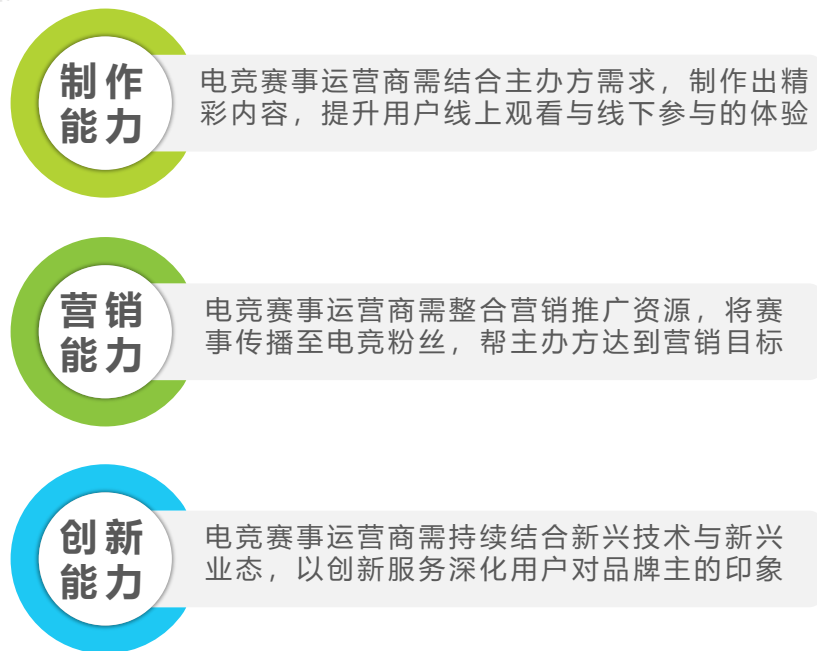 制作
能力
电竞赛事运营商需结合主办方需求，制作出精
彩内容，提升用户线上观看与线下参与的体验
营销
能力
电竞赛事运营商需整合营销推广资源，将赛
事传播至电竞粉丝，帮主办方达到营销目标
创新
能力
电竞赛事运营商需持续结合新兴技术与新兴
业态，以创新服务深化用户对品牌主的印象